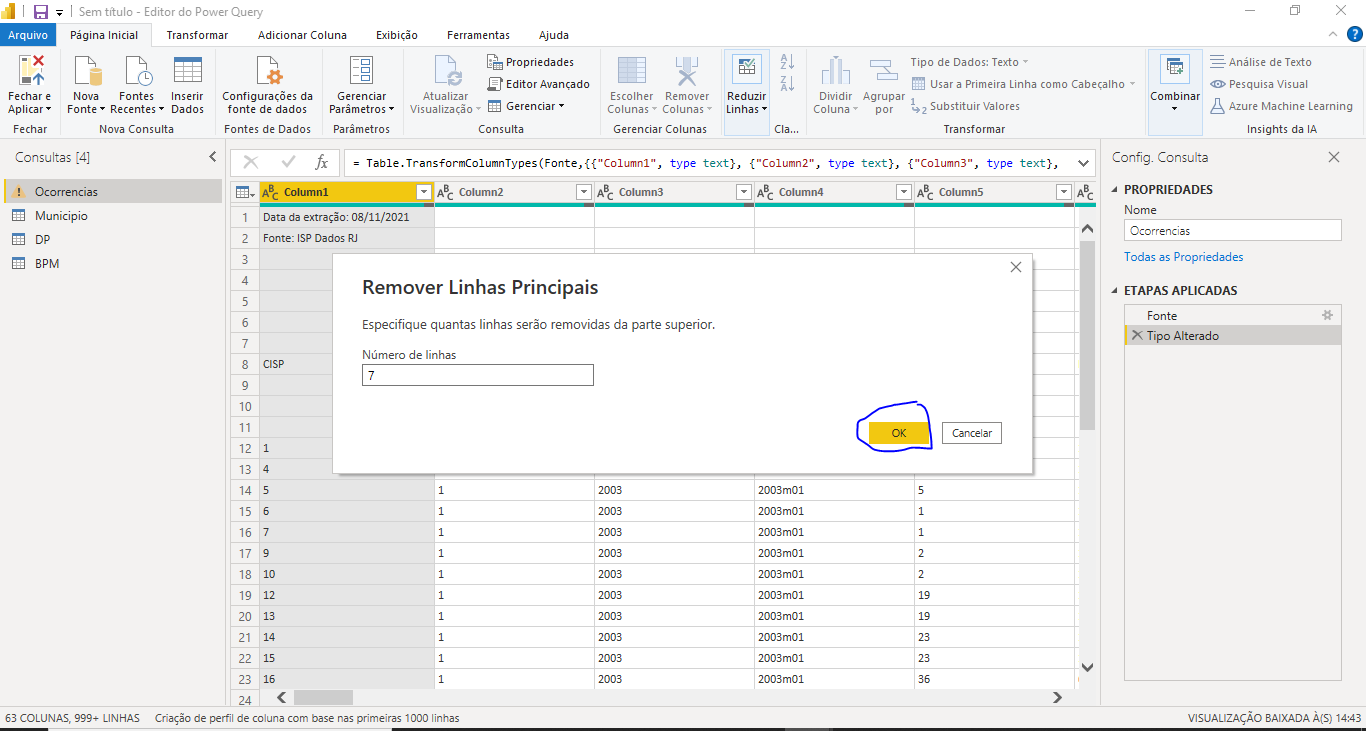 Sem título - Editor do Power Query
Arquivo Página Inicial Transformar Adicionar Coluna Exibição Ferramentas Ajuda
Fechar e Aplicar
Fechar
Nova Fonte
Fontes Recentes
Inserir Dados
Nova Consulta
Configurações da fonte de dados
Fontes de Dados
Gerenciar Parâmetros
Parâmetros
Atualizar Visualização
Propriedades
Editor Avançado
Gerenciar
Consulta
Escolher Colunas
Remover Colunas
Gerenciar Colunas
Reduzir Linhas
Cla...
Dividir Coluna
Agrupar por
Tipo de Dados: Texto
Usar a Primeira Linha como Cabeçalho
Substituir Valores
Transformar
Combinar
Análise de Texto
Pesquisa Visual
Azure Machine Learning
Insights da IA
Consultas [4]
Ocorrencias
Municipio
DP
BPM
fx = Table.TransformColumnTypes(Fonte,{{"Column1", type text}, {"Column2", type text}, {"Column3", type text},
Column1 Column2 Column3 Column4 Column5
1 Data da extração: 08/11/2021
2 Fonte: ISP Dados RJ
3
4
5
6
7
8 CISP
9
10
11
12 1
13 4
14 5 1 2003 2003m01 5
15 6 1 2003 2003m01 1
16 7 1 2003 2003m01 1
17 9 1 2003 2003m01 2
18 10 1 2003 2003m01 2
19 12 1 2003 2003m01 19
20 13 1 2003 2003m01 19
21 14 1 2003 2003m01 23
22 15 1 2003 2003m01 23
23 16 1 2003 2003m01 36
24
Remover Linhas Principais
Especifique quantas linhas serão removidas da parte superior.
Número de linhas
7
OK Cancelar
Config. Consulta
PROPRIEDADES
Nome
Ocorrencias
Todas as Propriedades
ETAPAS APLICADAS
Fonte
Tipo Alterado
63 COLUNAS, 999+ LINHAS Criação de perfil de coluna com base nas primeiras 1000 linhas VISUALIZAÇÃO BAIXADA À(S) 14:43